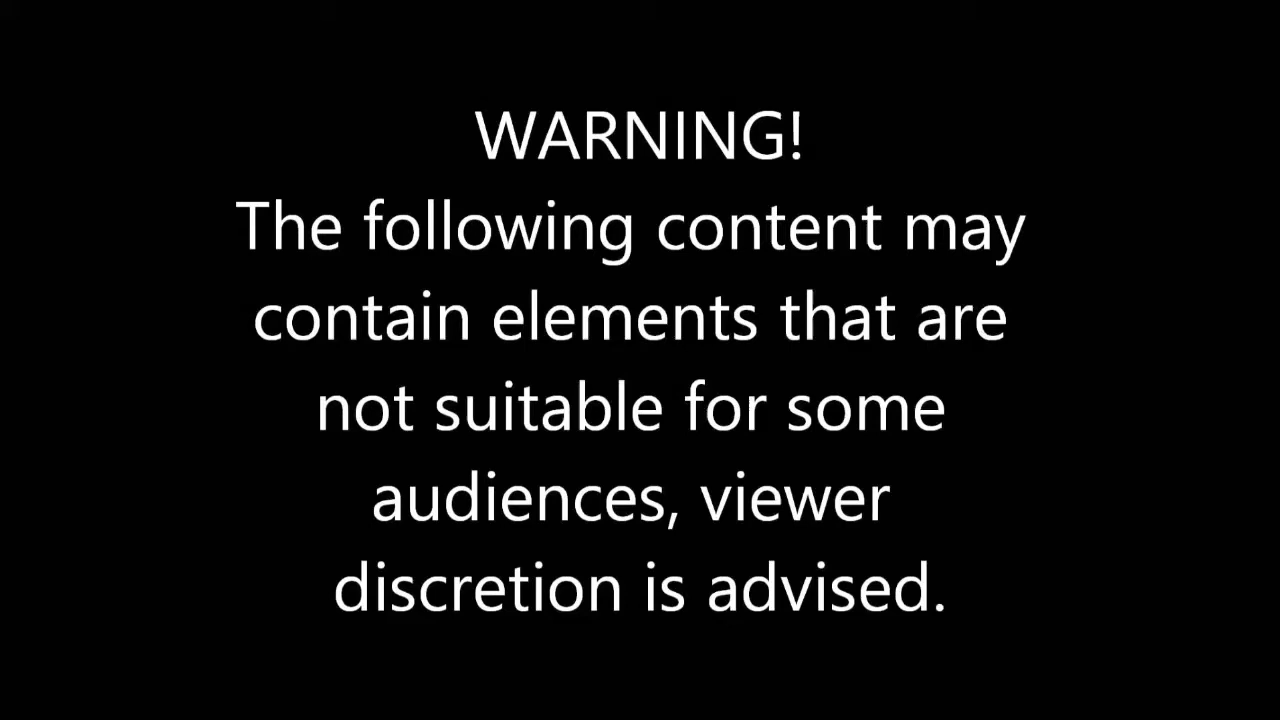 WARNING!
The following content may
contain elements that are
not suitable for some
audiences, viewer
discretion is advised.